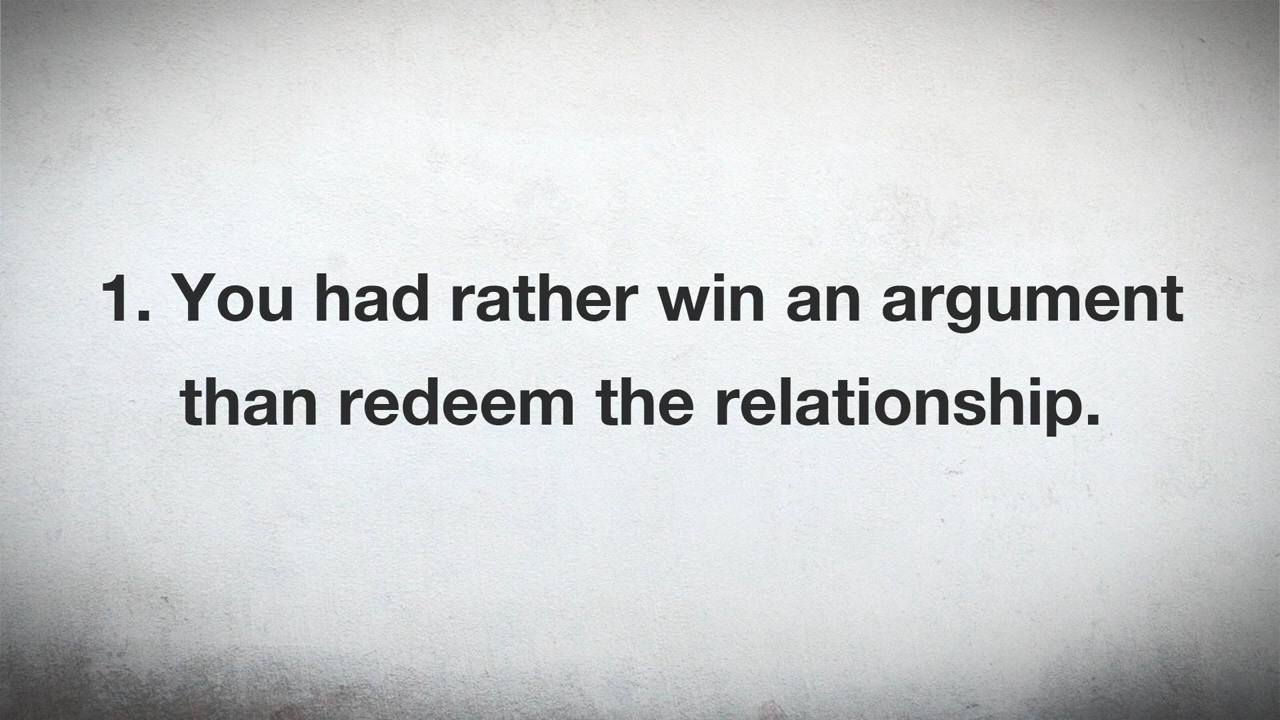 1. You had rather win an argument
than redeem the relationship.